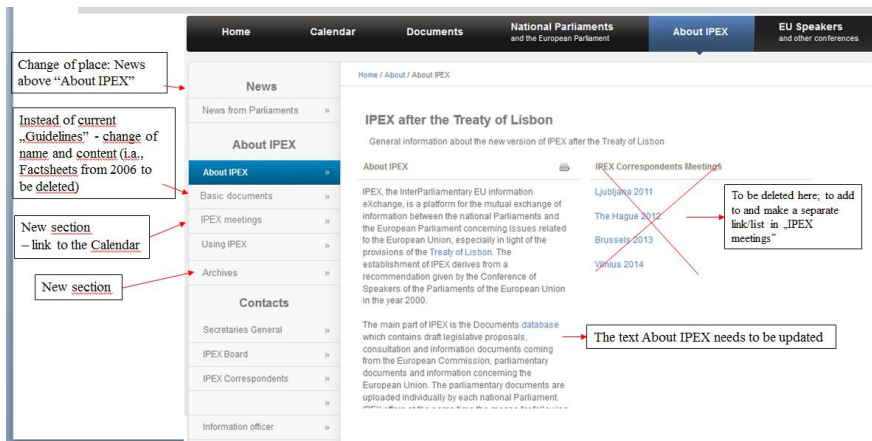 Home
Calendar
Documents
National Parliaments
and the European Parliament
About IPEX
EU Speakers
and other conferences
Change of place: News
above "About IPEX"
Instead of current
„Guidelines" - change of
name and content (i.a.,
Factsheets from 2006 to
be deleted)
New section
– link to the Calendar
New section
News
News from Parliaments »
About IPEX
About IPEX »
Basic documents »
IPEX meetings »
Using IPEX »
Archives »
Contacts
Secretaries General »
IPEX Board »
IPEX Correspondents »
»
Information officer »
Home / About / About IPEX
IPEX after the Treaty of Lisbon
General information about the new version of IPEX after the Treaty of Lisbon
About IPEX
IPEX, the InterParliamentary EU information
eXchange, is a platform for the mutual exchange of
information between the national Parliaments and
the European Parliament concerning issues related
to the European Union, especially in light of the
provisions of the Treaty of Lisbon. The
establishment of IPEX derives from a
recommendation given by the Conference of
Speakers of the Parliaments of the European Union
in the year 2000.
The main part of IPEX is the Documents database
which contains draft legislative proposals,
consultation and information documents coming
from the European Commission, parliamentary
documents and information concerning the
European Union. The parliamentary documents are
uploaded individually by each national Parliament.
IPEX offers at the same time the means for following
IPEX Correspondents Meetings
Ljubljana 2011
The Hague 2012
Brussels 2013
Vilnius 2014
To be deleted here; to add
to and make a separate
link/list in „IPEX
meetings"
The text About IPEX needs to be updated